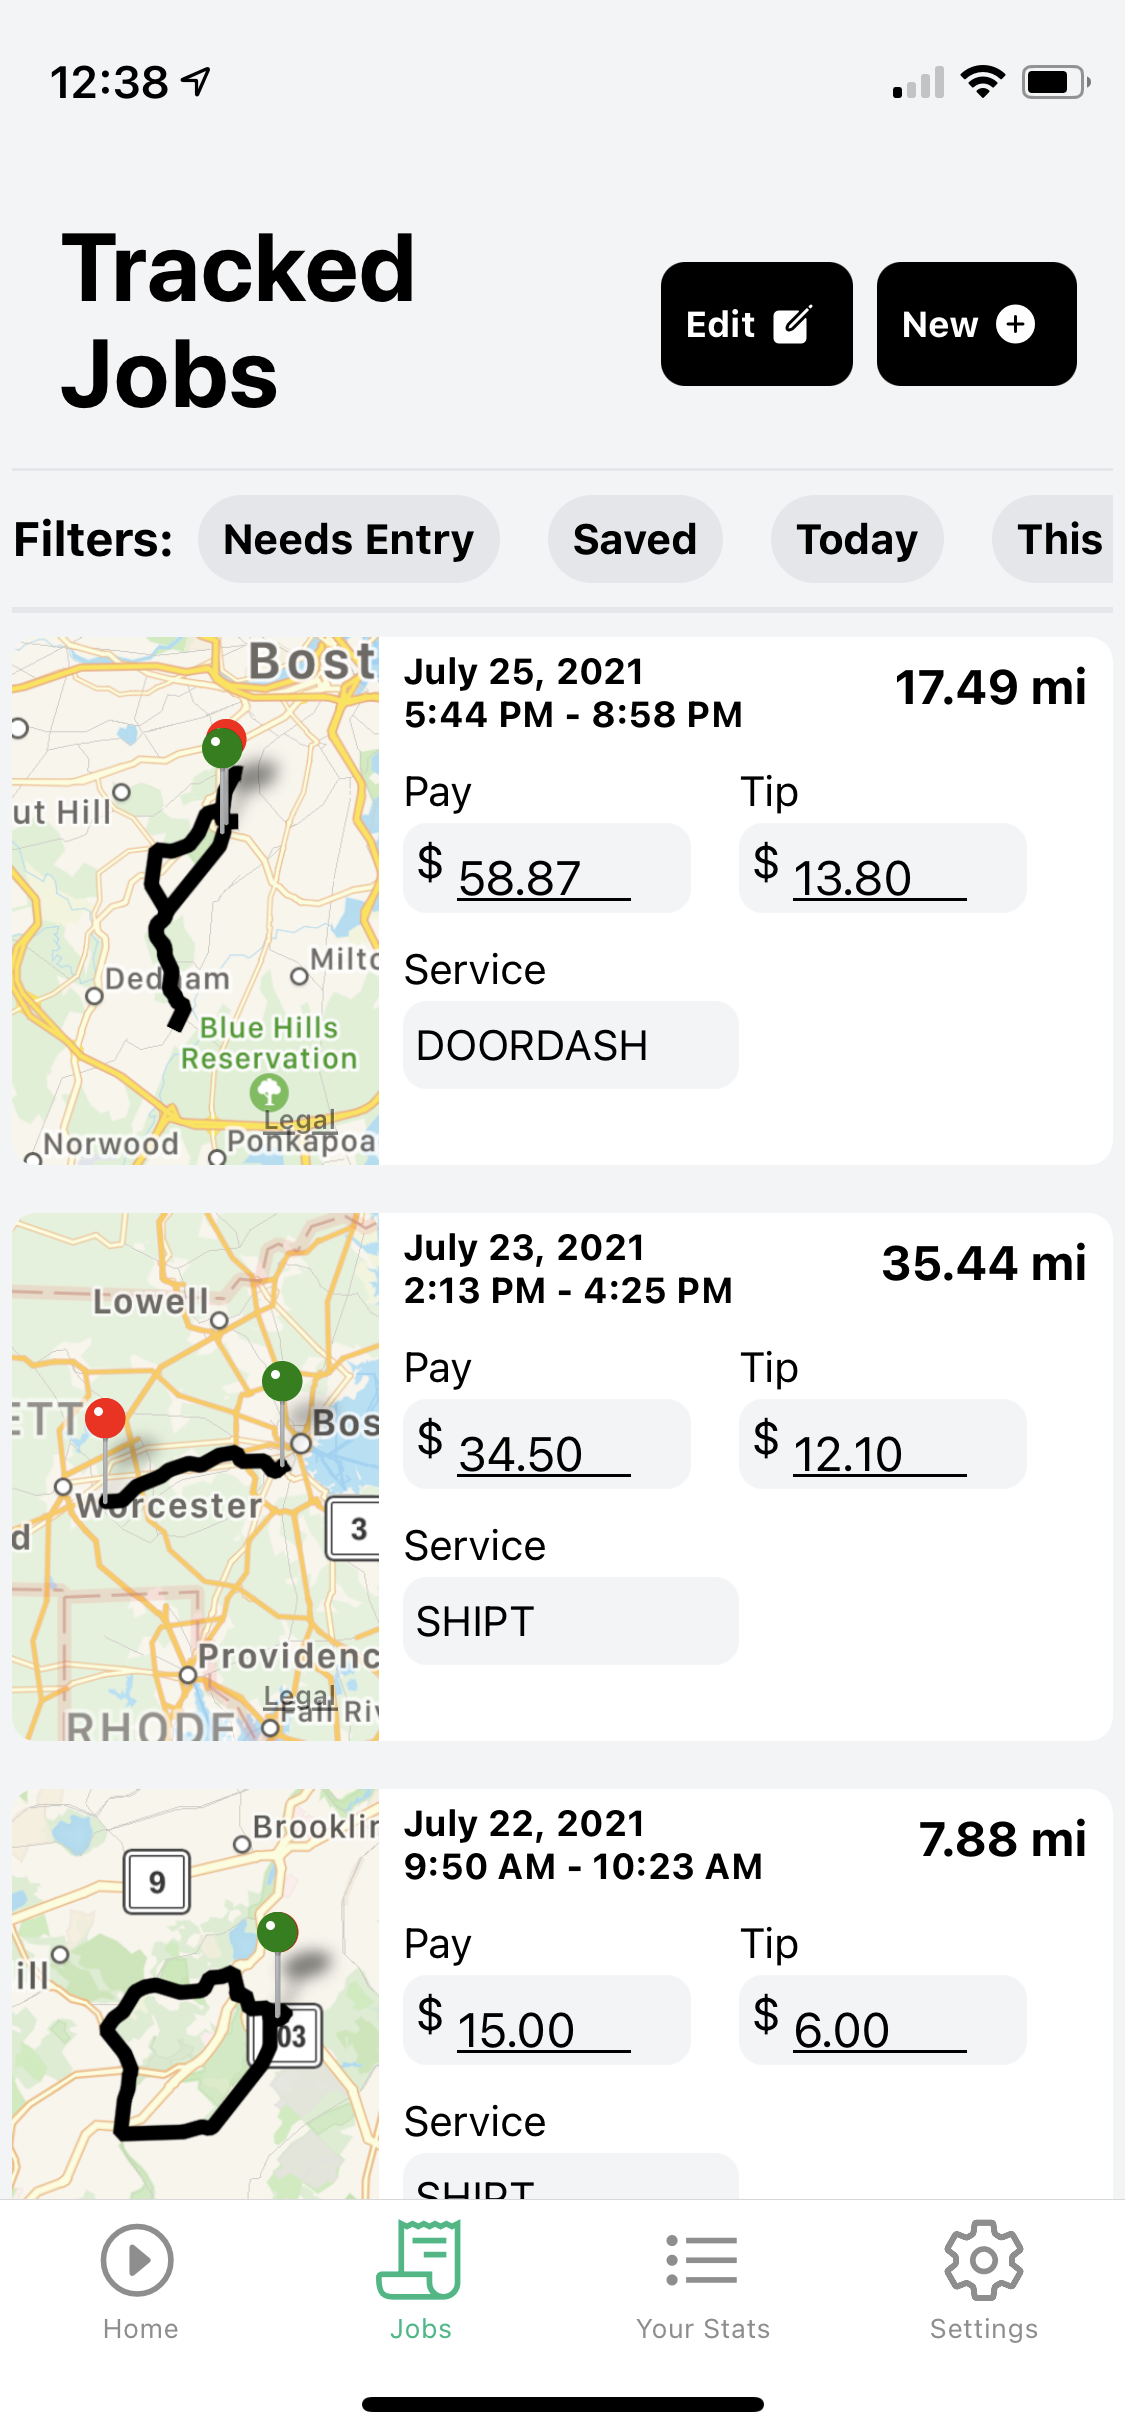 12:38
Tracked
Jobs
Edit
New
Filters:
Needs Entry
Saved
Today
This
Bost
ut Hill
Dedham
Milto
Blue Hills
Reservation
Legal
Norwood
Ponkapoa
July 25, 2021
5:44 PM - 8:58 PM
17.49 mi
Pay
Tip
$ 58.87
$ 13.80
Service
DOORDASH
Lowell
ETT
Bos
Worcester
d
3
Providenc
Legal
Fall Riv
RHODE
July 23, 2021
2:13 PM - 4:25 PM
35.44 mi
Pay
Tip
$ 34.50
$ 12.10
Service
SHIPT
Brooklin
9
ill
03
July 22, 2021
9:50 AM - 10:23 AM
7.88 mi
Pay
Tip
$ 15.00
$ 6.00
Service
SHIPT
Home
Jobs
Your Stats
Settings